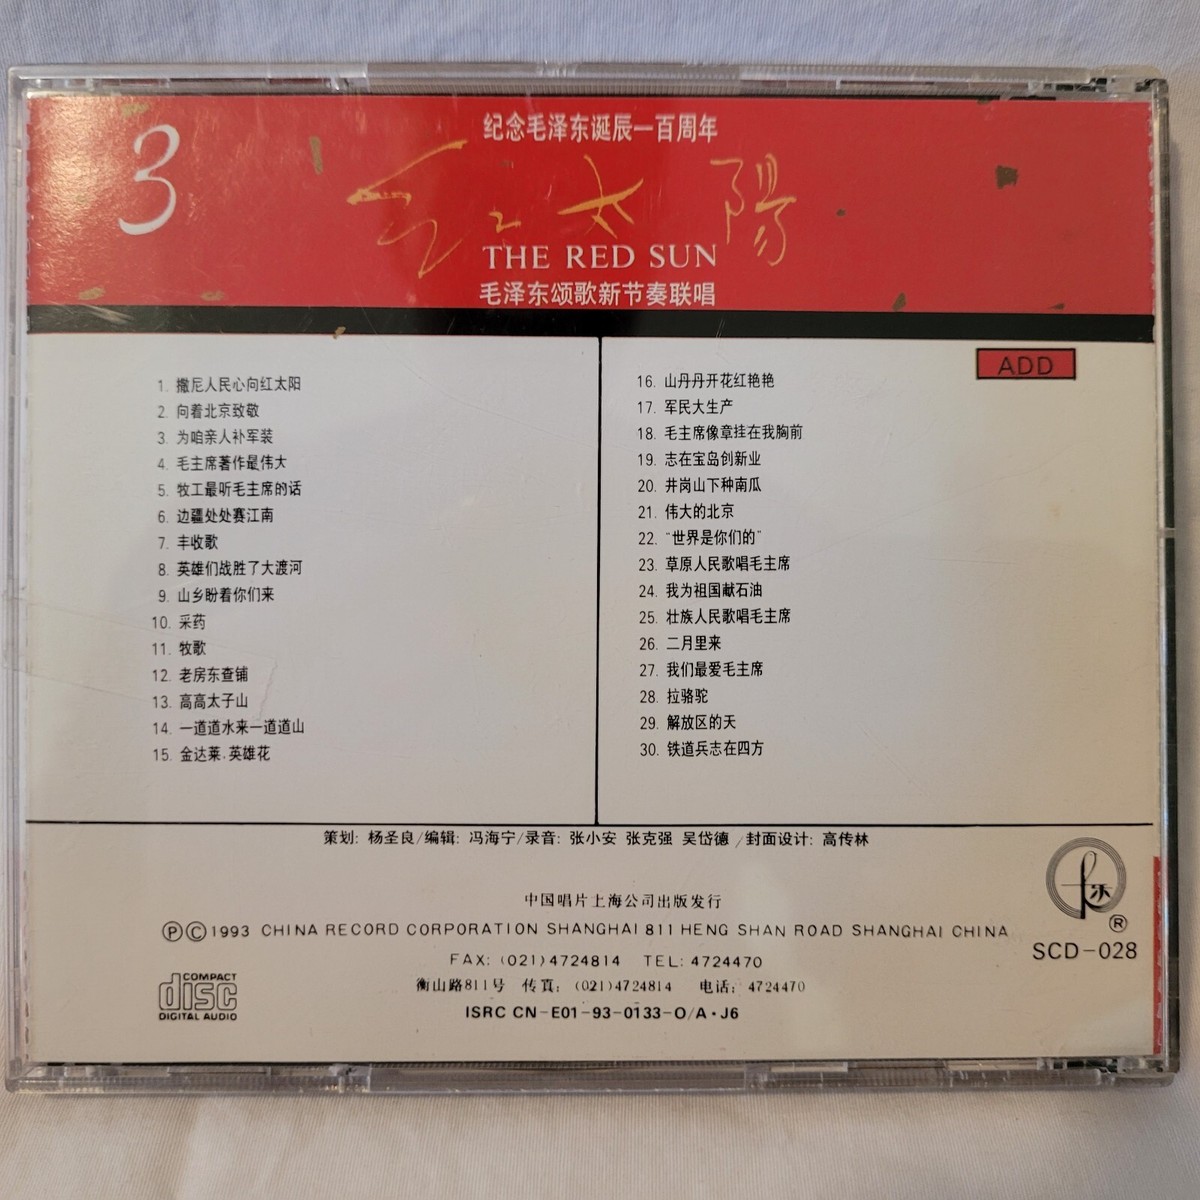 3
纪念毛泽东诞辰一百周年
红太陽
THE RED SUN
毛泽东颂歌新节奏联唱
ADD
1. 撒尼人民心向红太阳
2. 向着北京致敬
3. 为咱亲人补军装
4. 毛主席著作最伟大
5. 牧工最听毛主席的话
6. 边疆处处赛江南
7. 丰收歌
8. 英雄们战胜了大渡河
9. 山乡盼着你们来
10. 采药
11. 牧歌
12. 老房东查铺
13. 高高太子山
14. 一道道水来一道道山
15. 金达莱.英雄花
16. 山丹丹开花红艳艳
17. 军民大生产
18. 毛主席像章挂在我胸前
19. 志在宝岛创新业
20. 井岗山下种南瓜
21. 伟大的北京
22. “世界是你们的”
23. 草原人民歌唱毛主席
24. 我为祖国献石油
25. 壮族人民歌唱毛主席
26. 二月里来
27. 我们最爱毛主席
28. 拉骆驼
29. 解放区的天
30. 铁道兵志在四方
策划: 杨圣良/编辑: 冯海宁/录音: 张小安 张克强 吴岱德/封面设计: 高传林
中国唱片上海公司出版发行
ⓅⒸ1993 CHINA RECORD CORPORATION SHANGHAI 811 HENG SHAN ROAD SHANGHAI CHINA
FAX: (021)4724814 TEL: 4724470
衡山路811号 传真: (021)4724814 电话: 4724470
ISRC CN-E01-93-0133-0/A·J6
COMPACT
disc
DIGITAL AUDIO
®
SCD-028